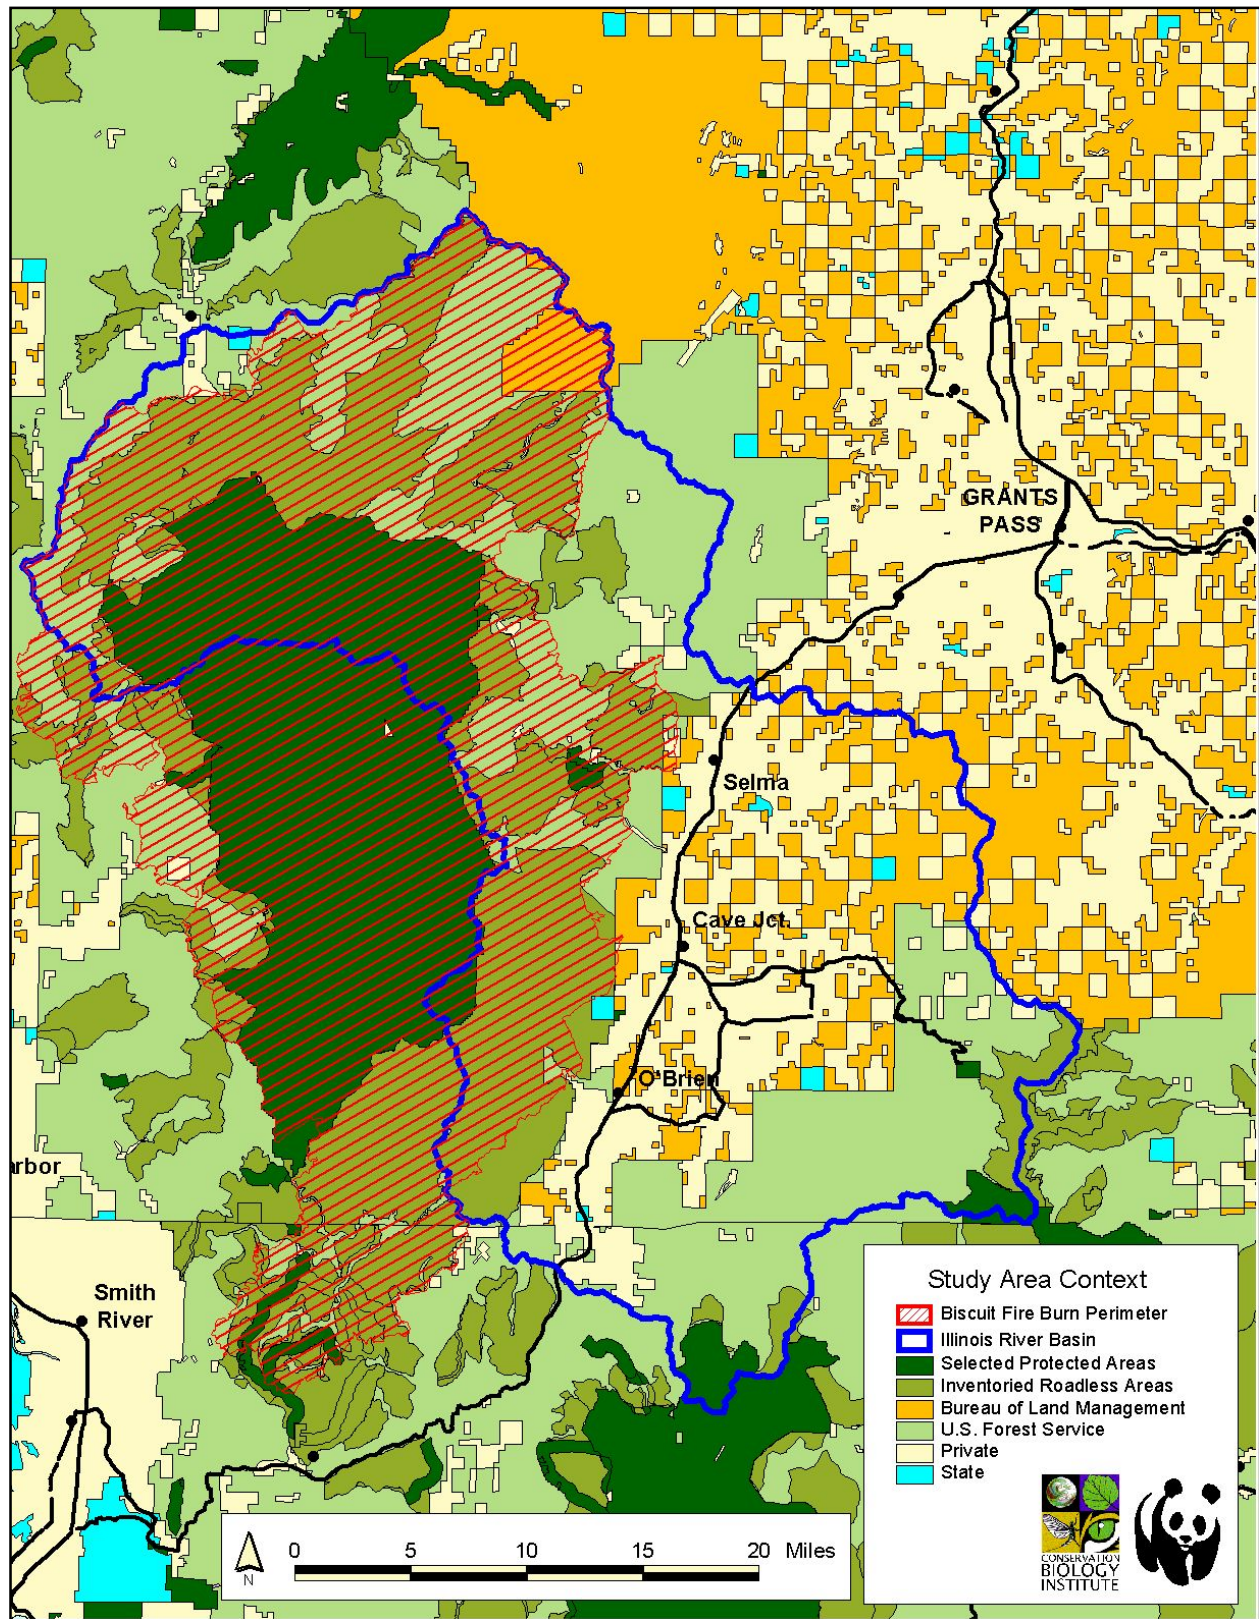 GRANTS
PASS
Selma
Cave Jct.
O'Brien
arbor
Smith
River
Study Area Context
Biscuit Fire Burn Perimeter
Illinois River Basin
Selected Protected Areas
Inventoried Roadless Areas
Bureau of Land Management
U.S. Forest Service
Private
State
N
0 5 10 15 20 Miles
CONSERVATION
BIOLOGY
INSTITUTE